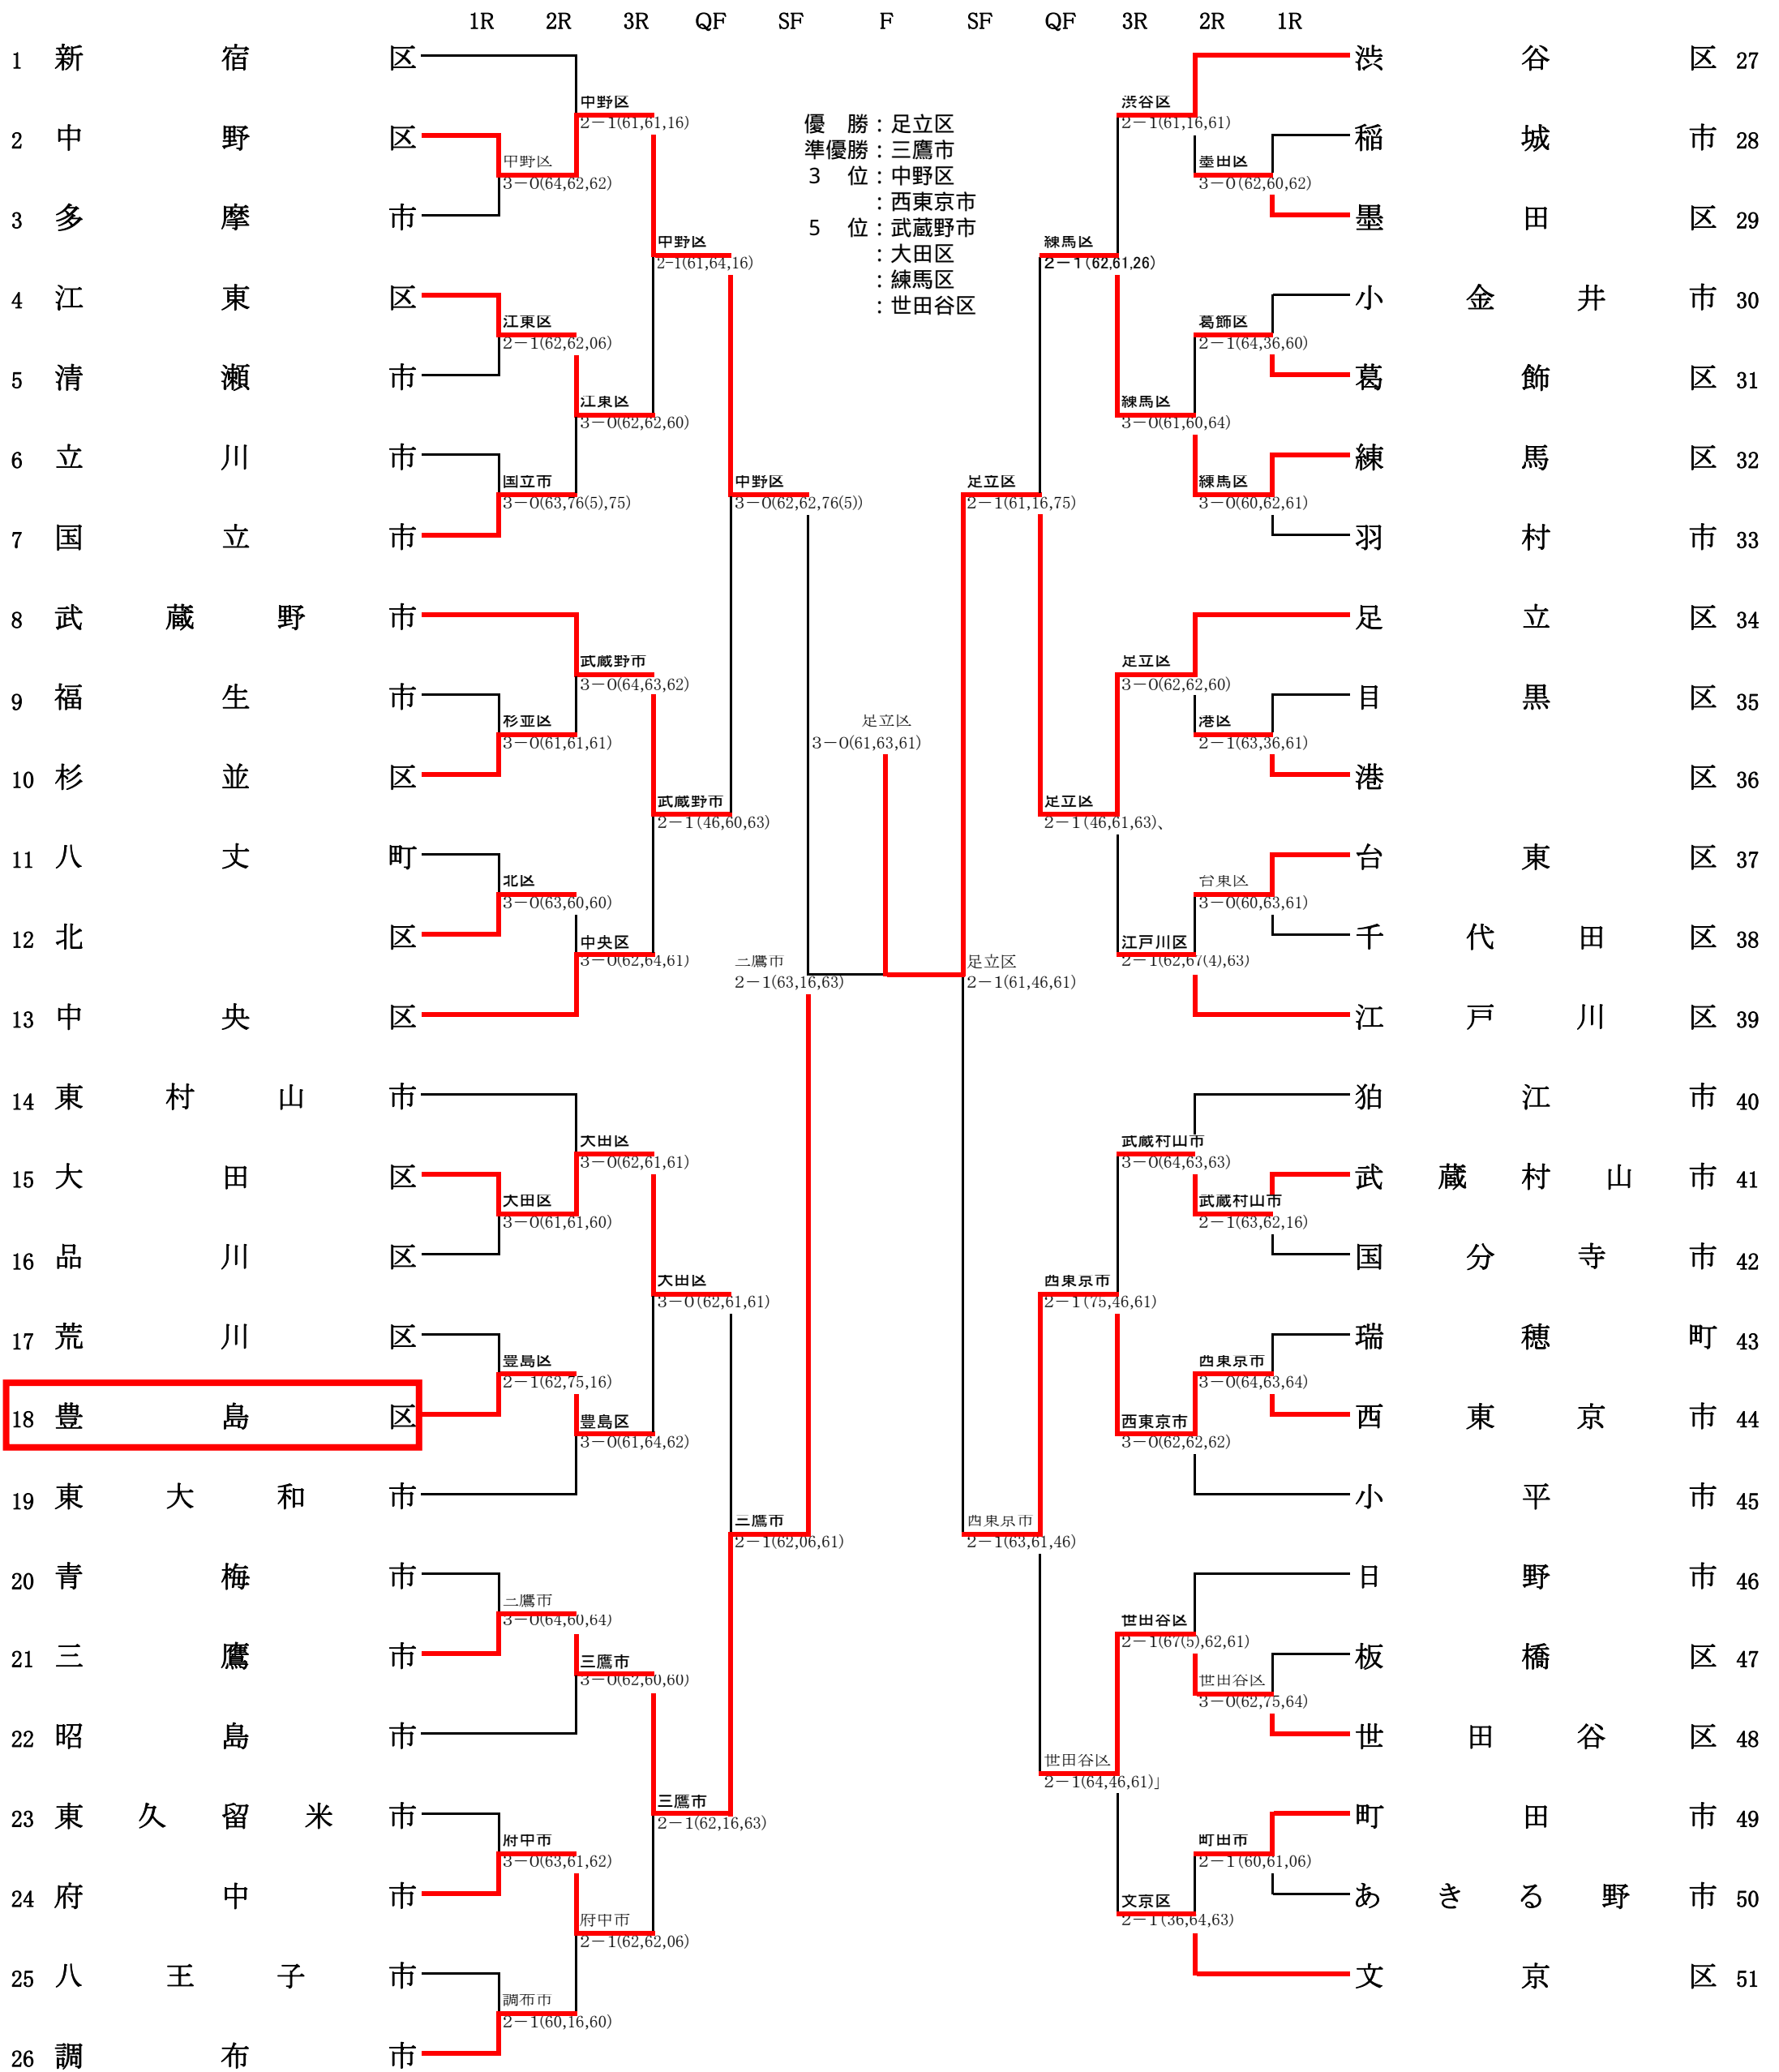 1R 2R 3R QF SF F SF QF 3R 2R 1R
1 新宿区
2 中野区
3 多摩市
4 江東区
5 清瀬市
6 立川市
7 国立市
8 武蔵野市
9 福生市
10 杉並区
11 八丈町
12 北区
13 中央区
14 東村山市
15 大田区
16 品川区
17 荒川区
18 豊島区
19 東大和市
20 青梅市
21 三鷹市
22 昭島市
23 東久留米市
24 府中市
25 八王子市
26 調布市
中野区
3－0(64,62,62)
江東区
2－1(62,62,06)
国立市
3－0(63,76(5),75)
杉並区
3－0(61,61,61)
北区
3－0(63,60,60)
大田区
3－0(61,61,60)
豊島区
2－1(62,75,16)
三鷹市
3－0(64,60,64)
府中市
3－0(63,61,62)
調布市
2－1(60,16,60)
中野区
2－1(61,61,16)
江東区
3－0(62,62,60)
武蔵野市
3－0(64,63,62)
中央区
3－0(62,64,61)
大田区
3－0(62,61,61)
豊島区
3－0(61,64,62)
三鷹市
3－0(62,60,60)
府中市
2－1(62,62,06)
中野区
2-1(61,64,16)
武蔵野市
2－1(46,60,63)
大田区
3－0(62,61,61)
三鷹市
2－1(62,16,63)
中野区
3－0(62,62,76(5))
三鷹市
2－1(62,06,61)
三鷹市
2－1(63,16,63)
優　勝：足立区
準優勝：三鷹市
3　位：中野区
：西東京市
5　位：武蔵野市
：大田区
：練馬区
：世田谷区
足立区
3－0(61,63,61)
足立区
2－1(61,46,61)
足立区
2－1(61,16,75)
西東京市
2－1(63,61,46)
練馬区
2－1(62,61,26)
足立区
2－1(46,61,63)、
西東京市
2－1(75,46,61)
世田谷区
2－1(64,46,61)」
渋谷区
2－1(61,16,61)
練馬区
3－0(61,60,64)
足立区
3－0(62,62,60)
江戸川区
2－1(62,67(4),63)
武蔵村山市
3－0(64,63,63)
西東京市
3－0(62,62,62)
世田谷区
2－1(67(5),62,61)
文京区
2－1(36,64,63)
墨田区
3－0(62,60,62)
葛飾区
2－1(64,36,60)
練馬区
3－0(60,62,61)
港区
2－1(63,36,61)
台東区
3－0(60,63,61)
武蔵村山市
2－1(63,62,16)
西東京市
3－0(64,63,64)
世田谷区
3－0(62,75,64)
町田市
2－1(60,61,06)
渋谷区 27
稲城市 28
墨田区 29
小金井市 30
葛飾区 31
練馬区 32
羽村市 33
足立区 34
目黒区 35
港区 36
台東区 37
千代田区 38
江戸川区 39
狛江市 40
武蔵村山市 41
国分寺市 42
瑞穂町 43
西東京市 44
小平市 45
日野市 46
板橋区 47
世田谷区 48
町田市 49
あきる野市 50
文京区 51